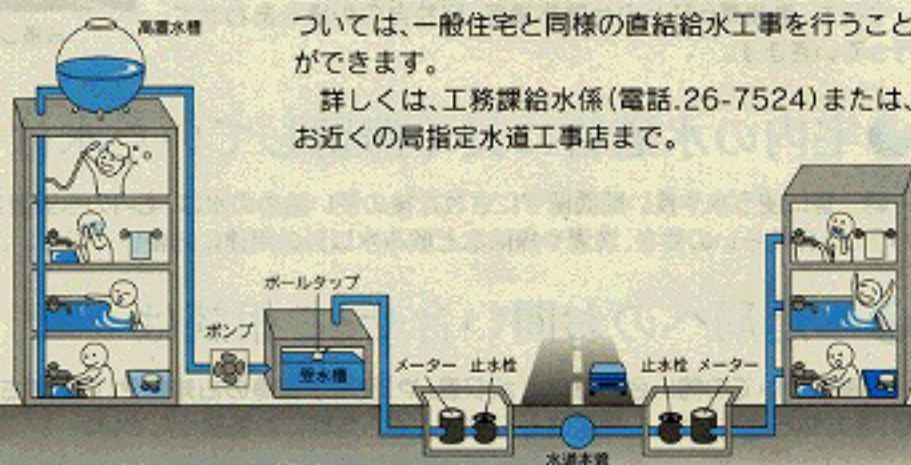 ついては、一般住宅と同様の直結給水工事を行うこと
ができます。
　詳しくは、工務課給水係(電話.26-7524)または、
お近くの局指定水道工事店まで。
高置水槽
ボールタップ
ポンプ
受水槽
メーター
止水栓
止水栓
メーター
水道本管